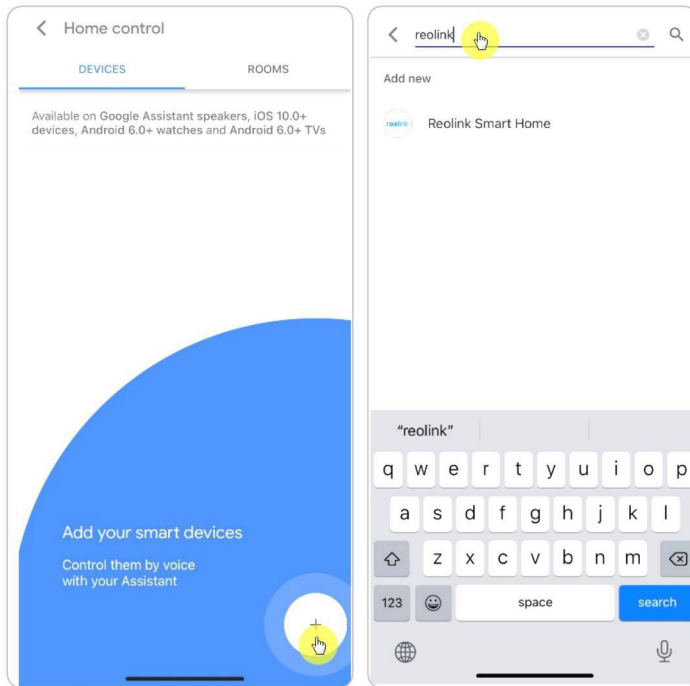 Home control
DEVICES
ROOMS
Available on Google Assistant speakers, iOS 10.0+
devices, Android 6.0+ watches and Android 6.0+ TVs
Add your smart devices
Control them by voice
with your Assistant
+
reolink
Add new
reolink
Reolink Smart Home
“reolink”
q w e r t y u i o p
a s d f g h j k l
z x c v b n m
123
space
search